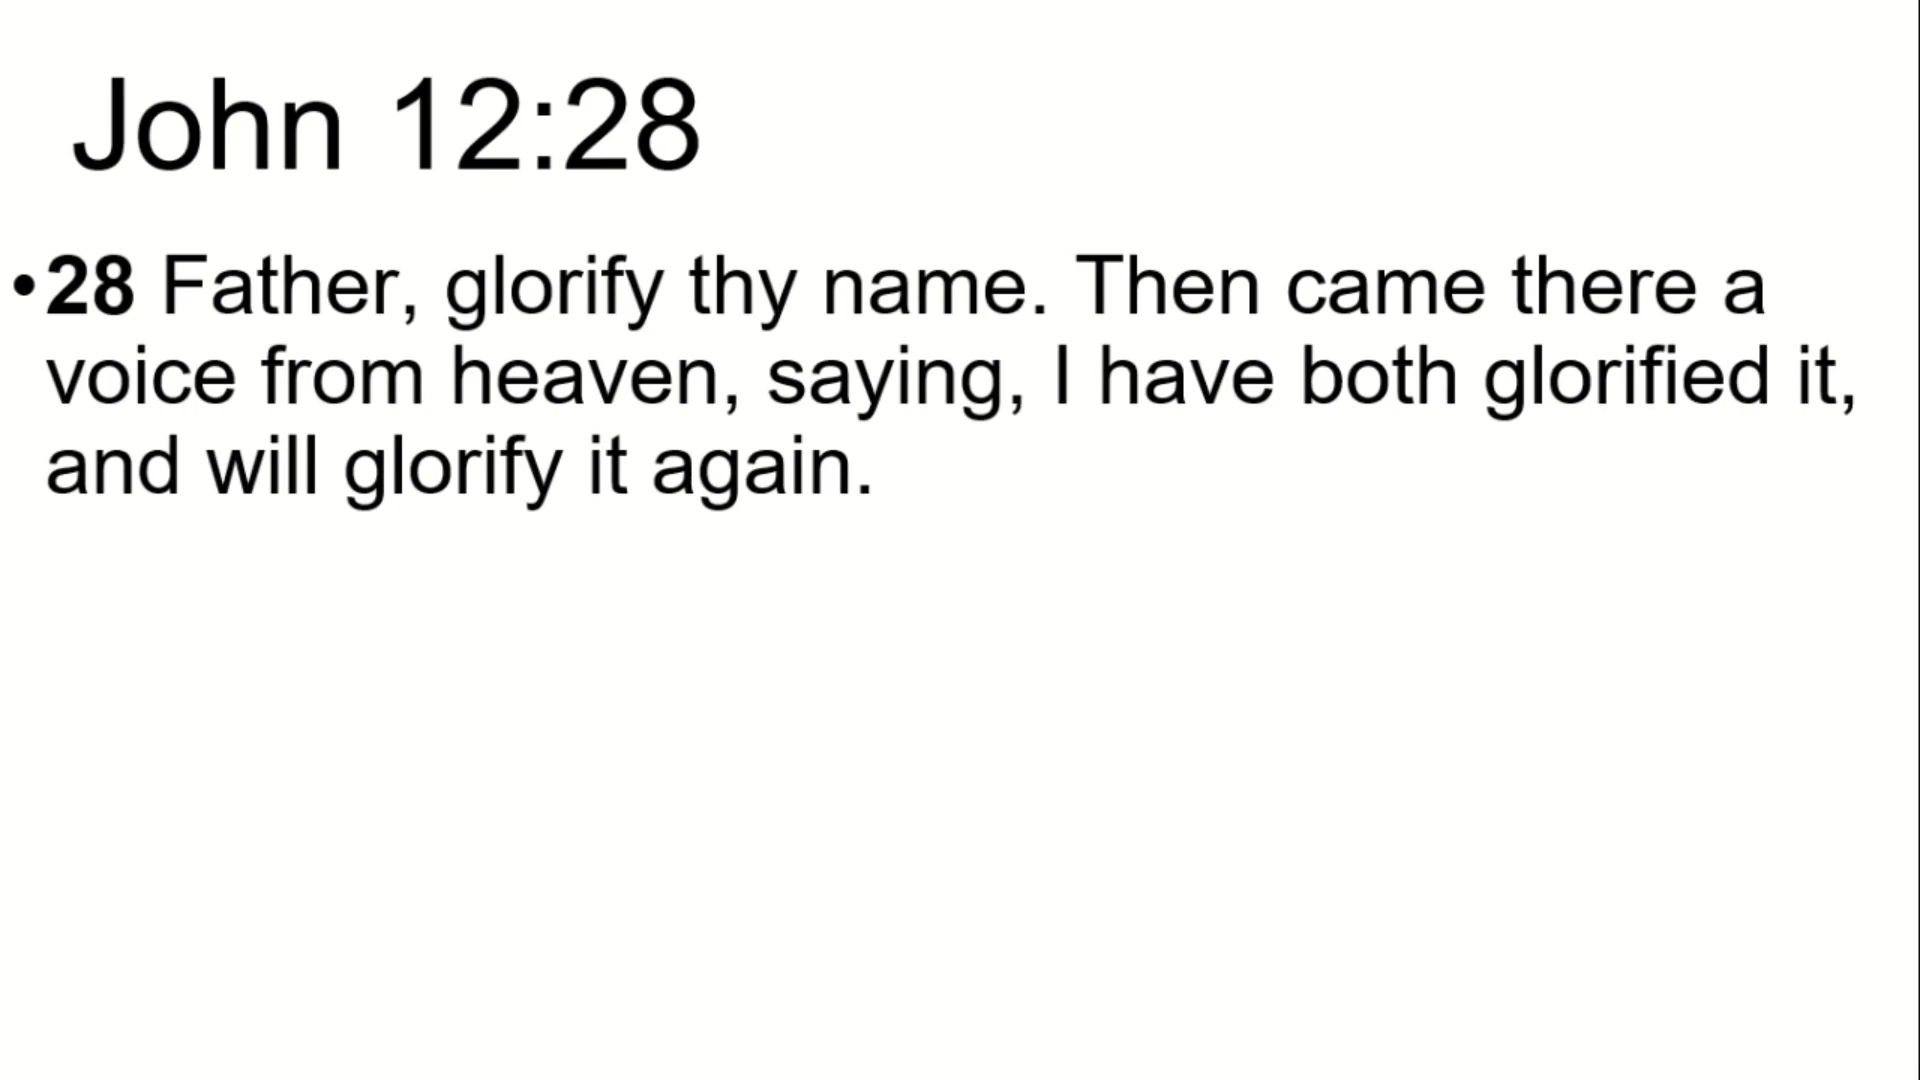 John 12:28
•28 Father, glorify thy name. Then came there a
voice from heaven, saying, I have both glorified it,
and will glorify it again.